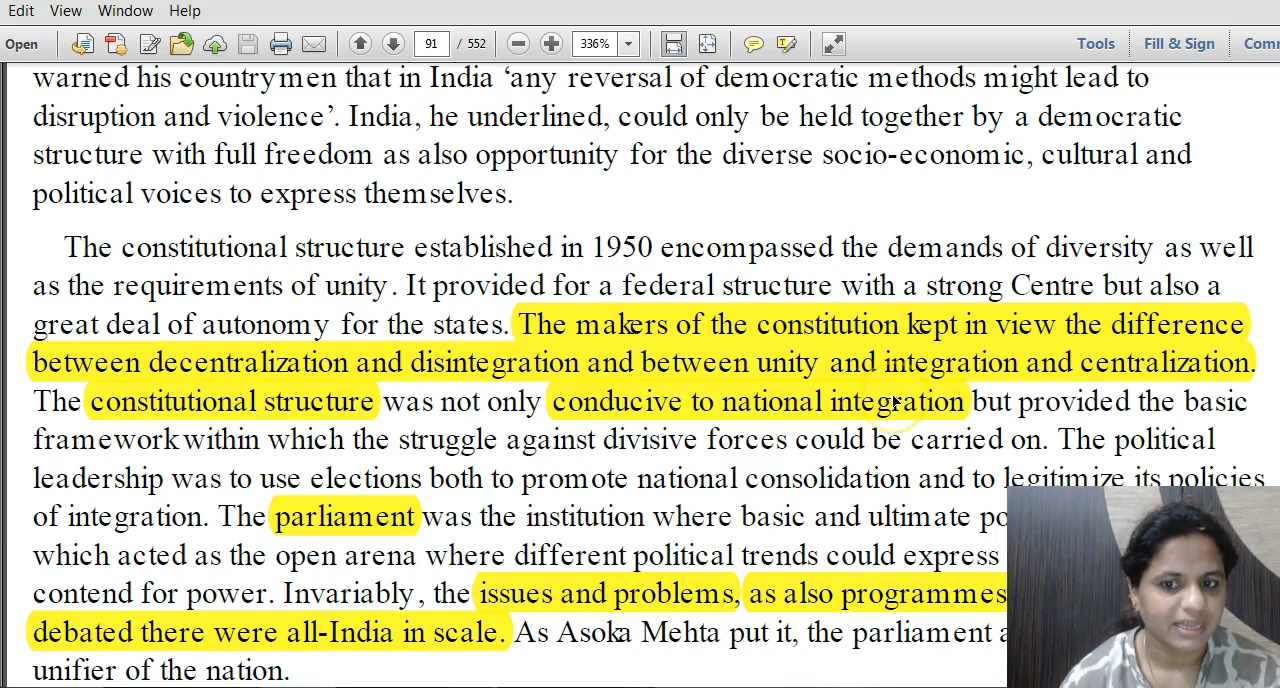 Edit View Window Help
Open 91 / 552 336% Tools Fill & Sign Comm
warned his countrymen that in India ‘any reversal of democratic methods might lead to
disruption and violence’. India, he underlined, could only be held together by a democratic
structure with full freedom as also opportunity for the diverse socio-economic, cultural and
political voices to express themselves.
The constitutional structure established in 1950 encompassed the demands of diversity as well
as the requirements of unity. It provided for a federal structure with a strong Centre but also a
great deal of autonomy for the states. The makers of the constitution kept in view the difference
between decentralization and disintegration and between unity and integration and centralization.
The constitutional structure was not only conducive to national integration but provided the basic
framework within which the struggle against divisive forces could be carried on. The political
leadership was to use elections both to promote national consolidation and to legitimize its policies
of integration. The parliament was the institution where basic and ultimate po
which acted as the open arena where different political trends could express
contend for power. Invariably, the issues and problems, as also programmes
debated there were all-India in scale. As Asoka Mehta put it, the parliament a
unifier of the nation.